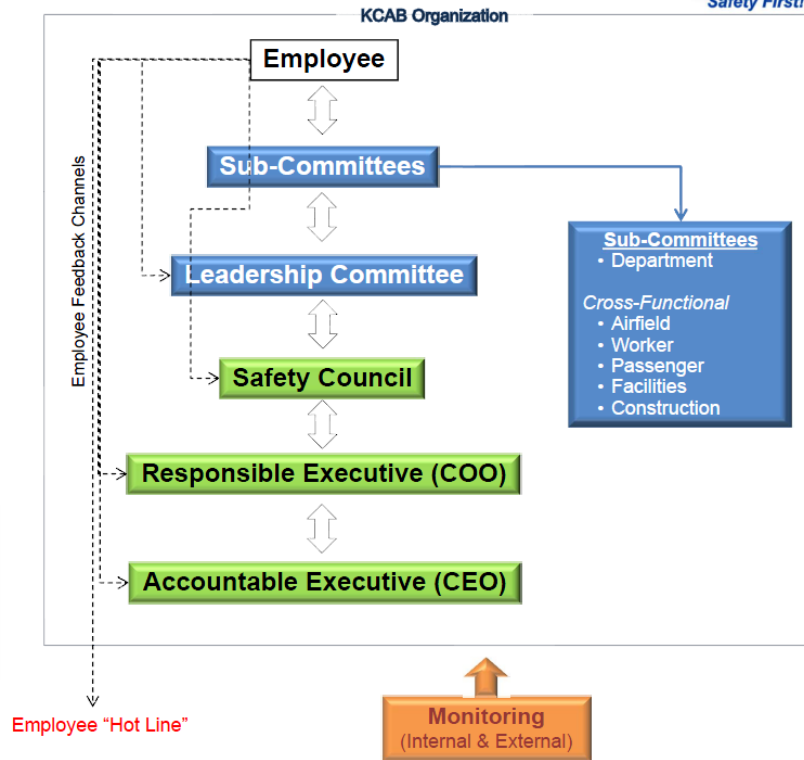 Safety First!
KCAB Organization
Employee
Sub-Committees
Leadership Committee
Safety Council
Responsible Executive (COO)
Accountable Executive (CEO)
Employee Feedback Channels
Sub-Committees
• Department
Cross-Functional
• Airfield
• Worker
• Passenger
• Facilities
• Construction
Employee “Hot Line”
Monitoring
(Internal & External)